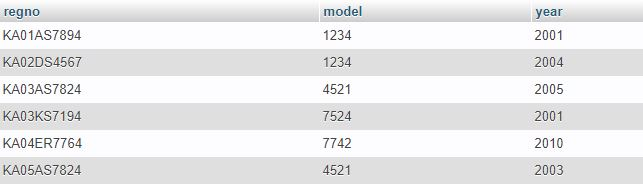 regno model year
KA01AS7894 1234 2001
KA02DS4567 1234 2004
KA03AS7824 4521 2005
KA03KS7194 7524 2001
KA04ER7764 7742 2010
KA05AS7824 4521 2003